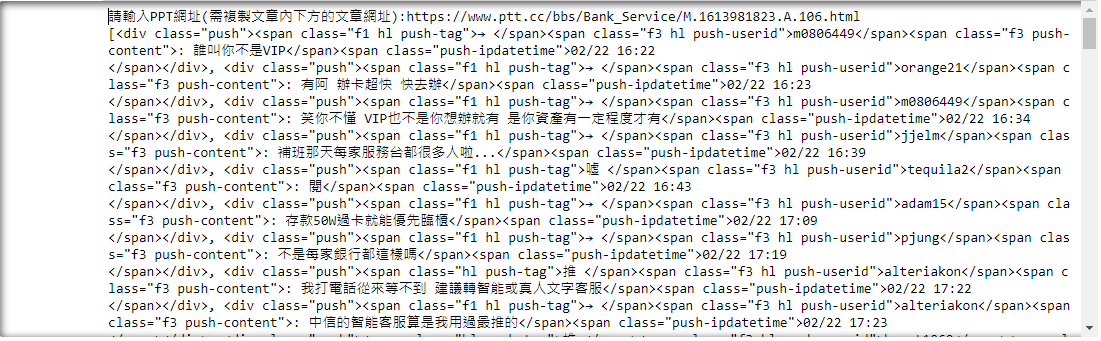 請輸入PPT網址(需複製文章內下方的文章網址):https://www.ptt.cc/bbs/Bank_Service/M.1613981823.A.106.html
[<div class="push"><span class="f1 hl push-tag">→ </span><span class="f3 hl push-userid">m0806449</span><span class="f3 push-
content">: 誰叫你不是VIP</span><span class="push-ipdatetime">02/22 16:22
</span></div>, <div class="push"><span class="f1 hl push-tag">→ </span><span class="f3 hl push-userid">orange21</span><span c
lass="f3 push-content">: 有阿 辦卡超快 快去辦</span><span class="push-ipdatetime">02/22 16:23
</span></div>, <div class="push"><span class="f1 hl push-tag">→ </span><span class="f3 hl push-userid">m0806449</span><span c
lass="f3 push-content">: 笑你不懂 VIP也不是你想辦就有 是你資產有一定程度才有</span><span class="push-ipdatetime">02/22 16:34
</span></div>, <div class="push"><span class="f1 hl push-tag">→ </span><span class="f3 hl push-userid">jjelm</span><span clas
s="f3 push-content">: 補班那天每家服務台都很多人啦...</span><span class="push-ipdatetime">02/22 16:39
</span></div>, <div class="push"><span class="f1 hl push-tag">噓 </span><span class="f3 hl push-userid">tequila2</span><span
class="f3 push-content">: 閱</span><span class="push-ipdatetime">02/22 16:43
</span></div>, <div class="push"><span class="f1 hl push-tag">→ </span><span class="f3 hl push-userid">adam15</span><span cla
ss="f3 push-content">: 存款50W過卡就能優先臨櫃</span><span class="push-ipdatetime">02/22 17:09
</span></div>, <div class="push"><span class="f1 hl push-tag">→ </span><span class="f3 hl push-userid">pjung</span><span clas
s="f3 push-content">: 不是每家銀行都這樣嗎</span><span class="push-ipdatetime">02/22 17:19
</span></div>, <div class="push"><span class="hl push-tag">推 </span><span class="f3 hl push-userid">alteriakon</span><span c
lass="f3 push-content">: 我打電話從來等不到 建議轉智能或真人文字客服</span><span class="push-ipdatetime">02/22 17:22
</span></div>, <div class="push"><span class="f1 hl push-tag">→ </span><span class="f3 hl push-userid">alteriakon</span><span
class="f3 push-content">: 中信的智能客服算是我用過最推的</span><span class="push-ipdatetime">02/22 17:23